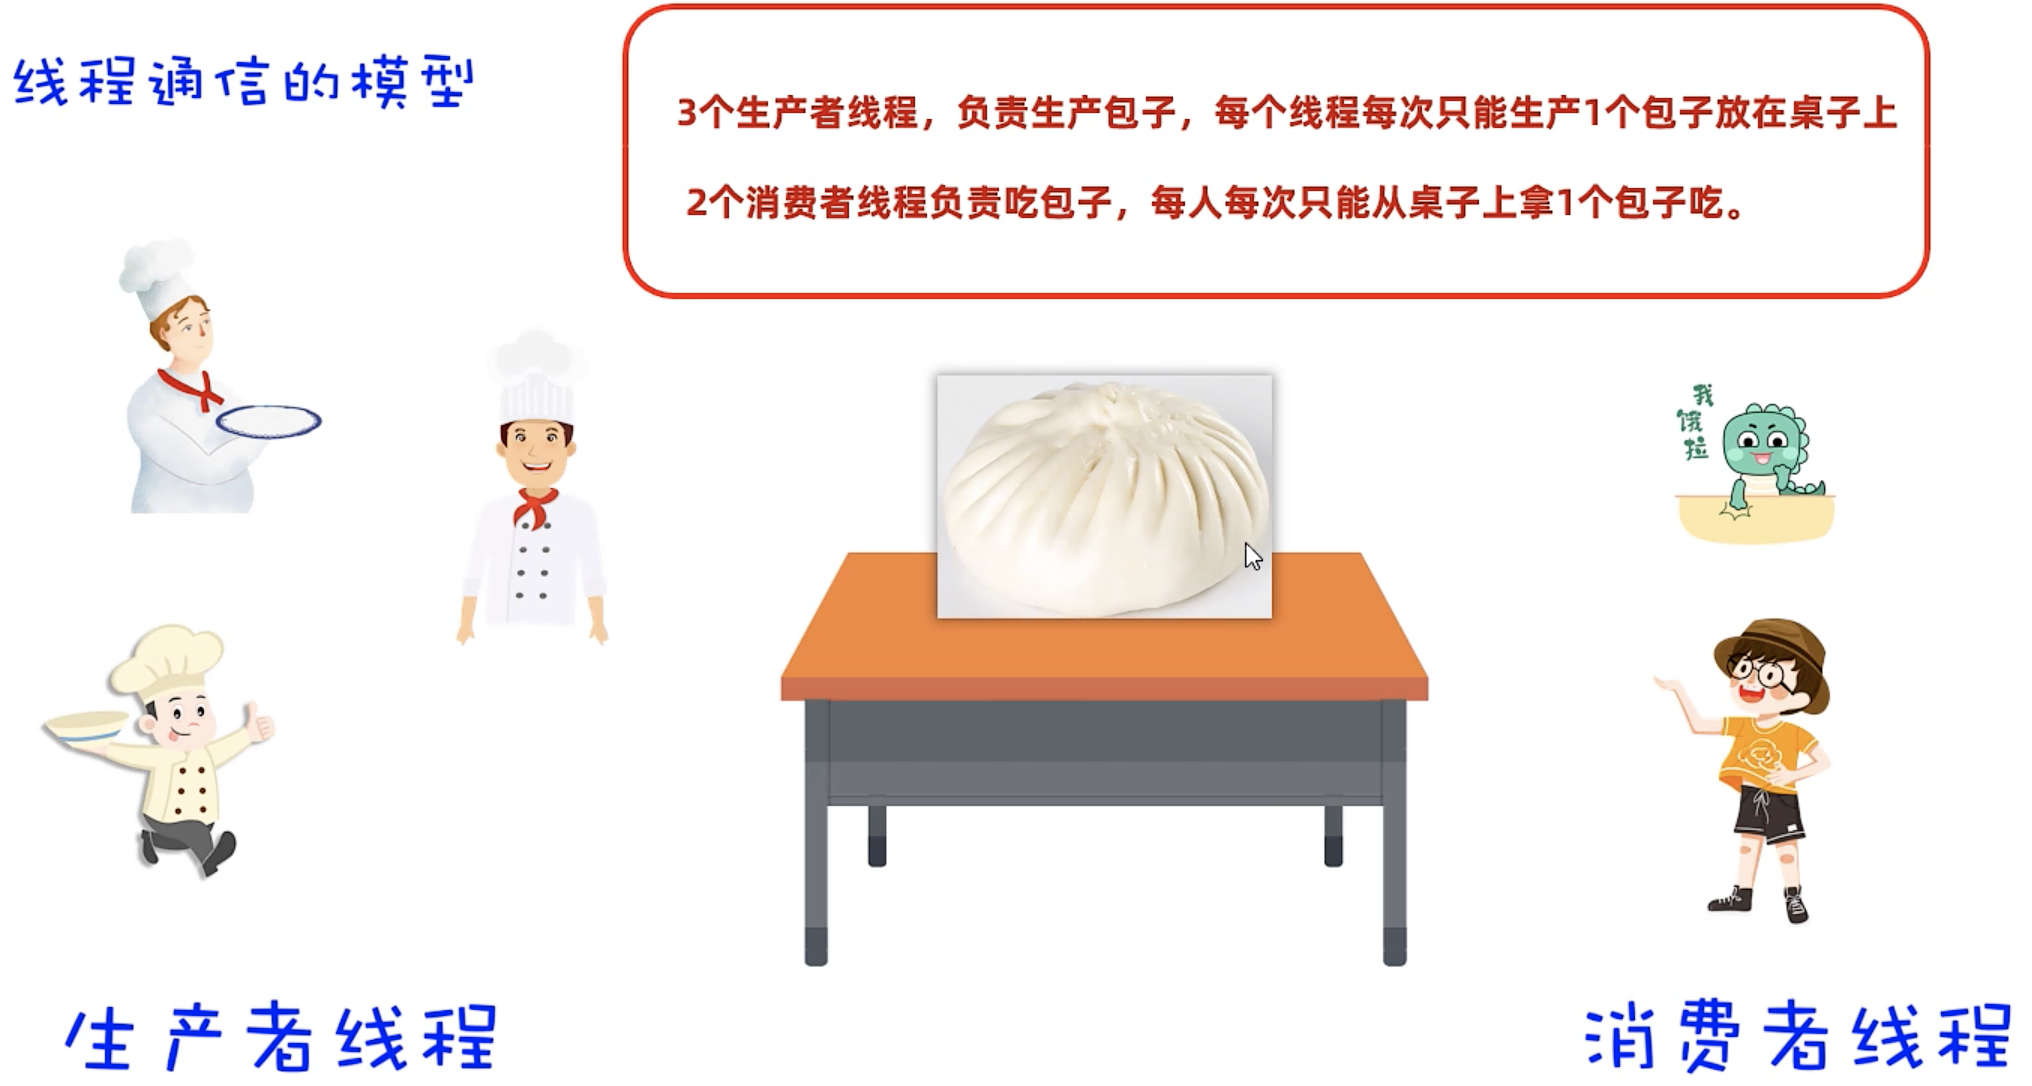 线程通信的模型
3个生产者线程，负责生产包子，每个线程每次只能生产1个包子放在桌子上
2个消费者线程负责吃包子，每人每次只能从桌子上拿1个包子吃。
我
饿
拉
生产者线程
消费者线程